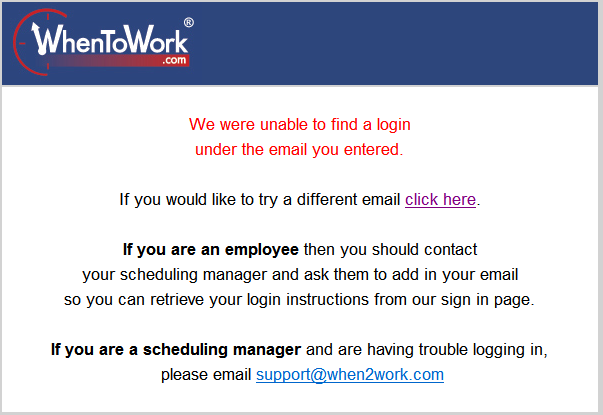 WhenToWork®
.com
We were unable to find a login
under the email you entered.
If you would like to try a different email click here.
If you are an employee then you should contact
your scheduling manager and ask them to add in your email
so you can retrieve your login instructions from our sign in page.
If you are a scheduling manager and are having trouble logging in,
please email support@when2work.com